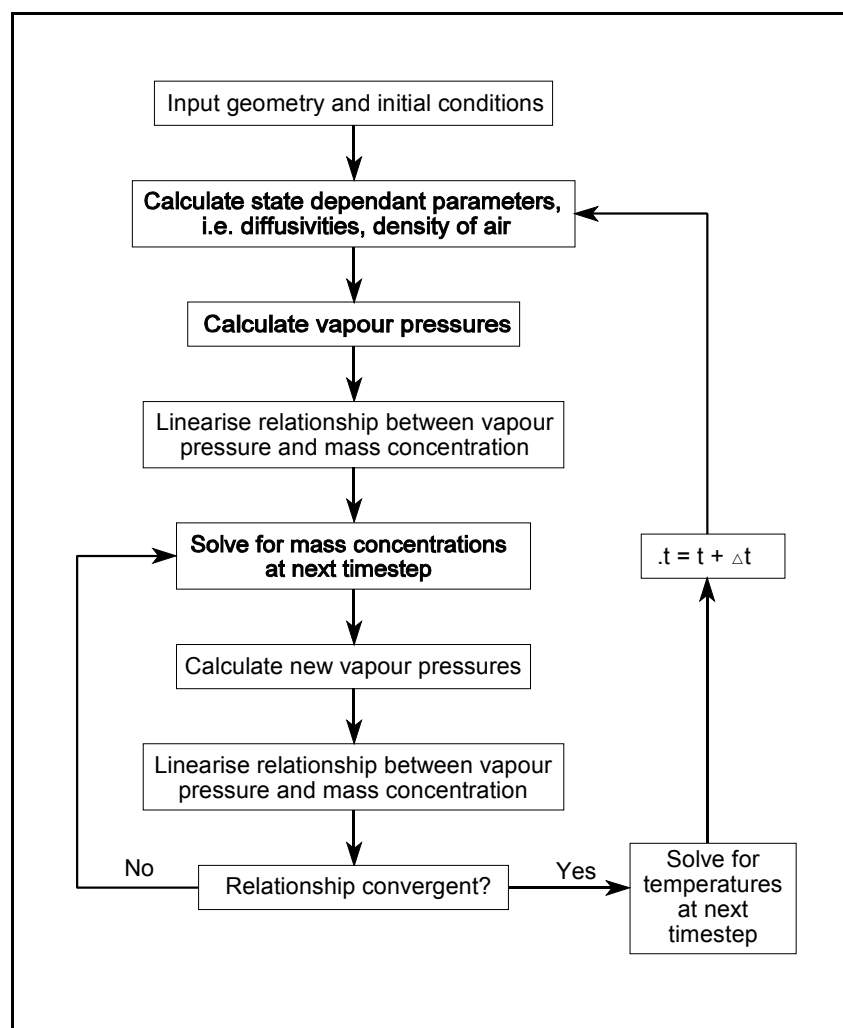 Input geometry and initial conditions
Calculate state dependant parameters,
i.e. diffusivities, density of air
Calculate vapour pressures
Linearise relationship between vapour
pressure and mass concentration
Solve for mass concentrations
at next timestep
.t = t + △t
Calculate new vapour pressures
Linearise relationship between vapour
pressure and mass concentration
No
Relationship convergent?
Yes
Solve for
temperatures
at next
timestep